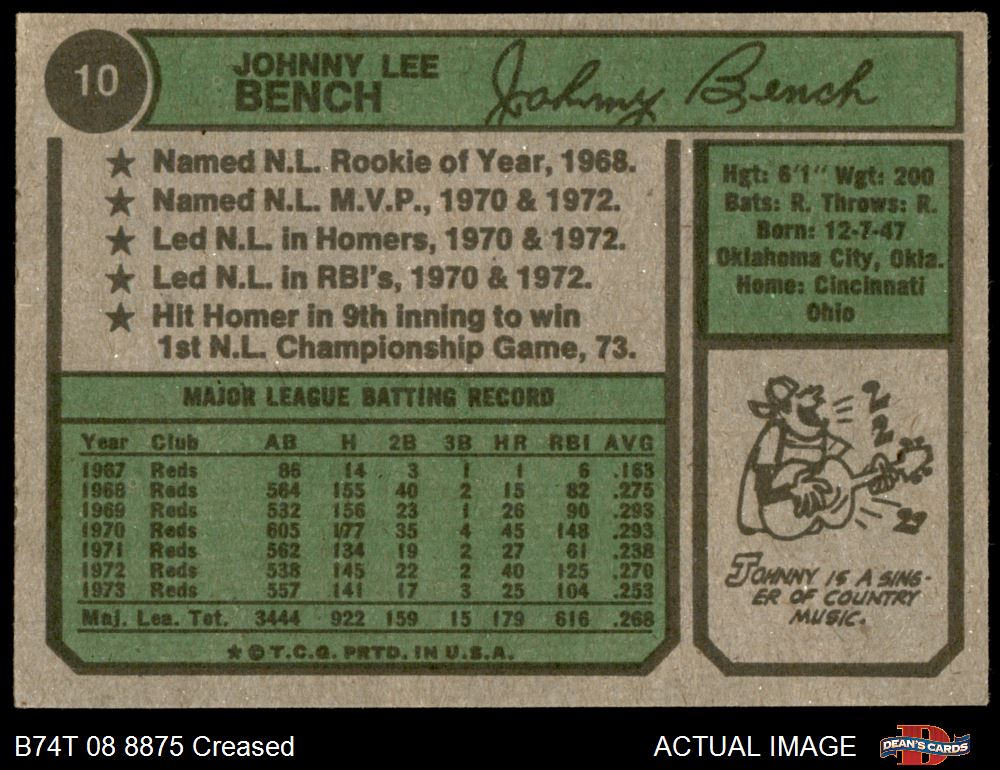 10
JOHNNY LEE
BENCH
Johnny Bench
★ Named N.L. Rookie of Year, 1968.
★ Named N.L. M.V.P., 1970 & 1972.
★ Led N.L. in Homers, 1970 & 1972.
★ Led N.L. in RBI's, 1970 & 1972.
★ Hit Homer in 9th inning to win
1st N.L. Championship Game, 73.
Hgt: 6'1" Wgt: 200
Bats: R. Throws: R.
Born: 12-7-47
Oklahoma City, Okla.
Home: Cincinnati
Ohio
MAJOR LEAGUE BATTING RECORD
Year Club AB H 2B 3B HR RBI AVG
1967 Reds 86 14 3 1 1 6 .163
1968 Reds 564 155 40 2 15 82 .275
1969 Reds 532 156 23 1 26 90 .293
1970 Reds 605 177 35 4 45 148 .293
1971 Reds 562 134 19 2 27 61 .238
1972 Reds 538 145 22 2 40 125 .270
1973 Reds 557 141 17 3 25 104 .253
Maj. Lea. Tot. 3444 922 159 15 179 616 .268
★ © T.C.G. PRTD. IN U.S.A.
JOHNNY IS A SING-
ER OF COUNTRY
MUSIC.
B74T 08 8875 Creased
ACTUAL IMAGE
D
DEAN'S CARDS